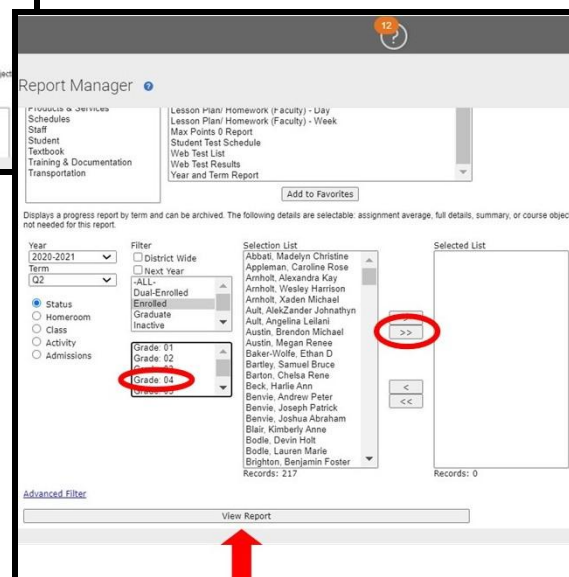 12
?
ject
Report Manager ?
Products & Services
Schedules
Staff
Student
Textbook
Training & Documentation
Transportation
Lesson Plan/ Homework (Faculty) - Day
Lesson Plan/ Homework (Faculty) - Week
Max Points 0 Report
Student Test Schedule
Web Test List
Web Test Results
Year and Term Report
Add to Favorites
Displays a progress report by term and can be archived. The following details are selectable: assignment average, full details, summary, or course objec
not needed for this report.
Year
2020-2021
Term
Q2
Status
Homeroom
Class
Activity
Admissions
Filter
District Wide
Next Year
-ALL-
Dual-Enrolled
Enrolled
Graduate
Inactive
Grade: 01
Grade: 02
Grade: 03
Grade: 04
Grade: 05
Selection List
Abbati, Madelyn Christine
Appleman, Caroline Rose
Arnholt, Alexandra Kay
Arnholt, Wesley Harrison
Arnholt, Xaden Michael
Ault, AlekZander Johnathyn
Ault, Angelina Leilani
Austin, Brendon Michael
Austin, Megan Renee
Baker-Wolfe, Ethan D
Bartley, Samuel Bruce
Barton, Chelsa Rene
Beck, Harlie Ann
Benvie, Andrew Peter
Benvie, Joseph Patrick
Benvie, Joshua Abraham
Blair, Kimberly Anne
Bodle, Devin Holt
Bodle, Lauren Marie
Brighton, Benjamin Foster
Records: 217
>
>>
<
<<
Selected List
Records: 0
Advanced Filter
View Report